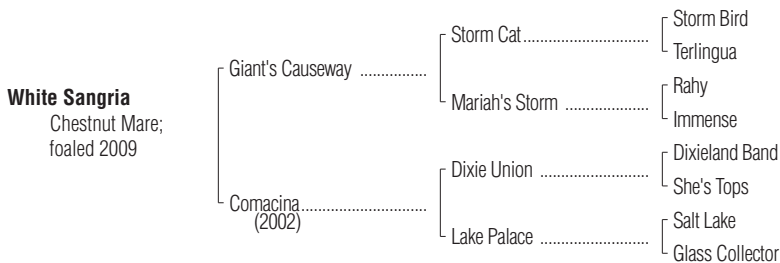 White Sangria
Chestnut Mare;
foaled 2009
Giant's Causeway ................
Comacina..............................
(2002)
Storm Cat..............................
Mariah's Storm ....................
Dixie Union ..........................
Lake Palace ..........................
Storm Bird
Terlingua
Rahy
Immense
Dixieland Band
She's Tops
Salt Lake
Glass Collector